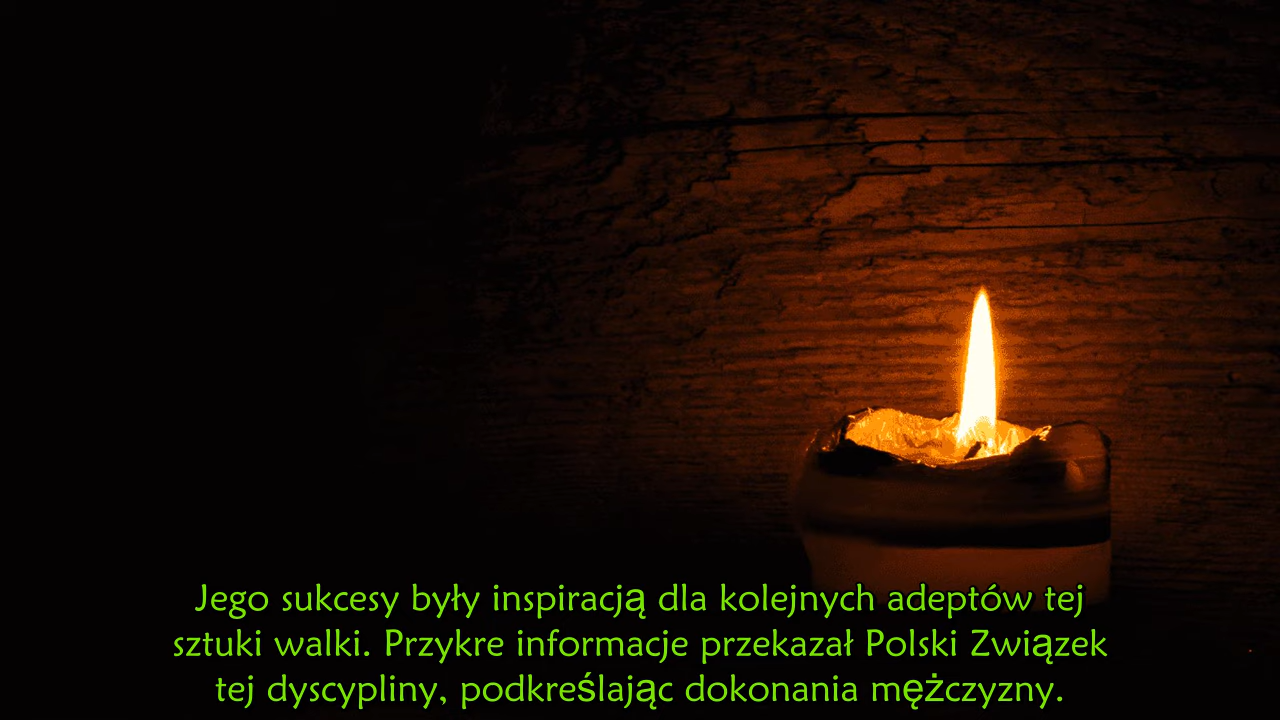 Jego sukcesy były inspiracją dla kolejnych adeptów tej
sztuki walki. Przykre informacje przekazał Polski Związek
tej dyscypliny, podkreślając dokonania mężczyzny.